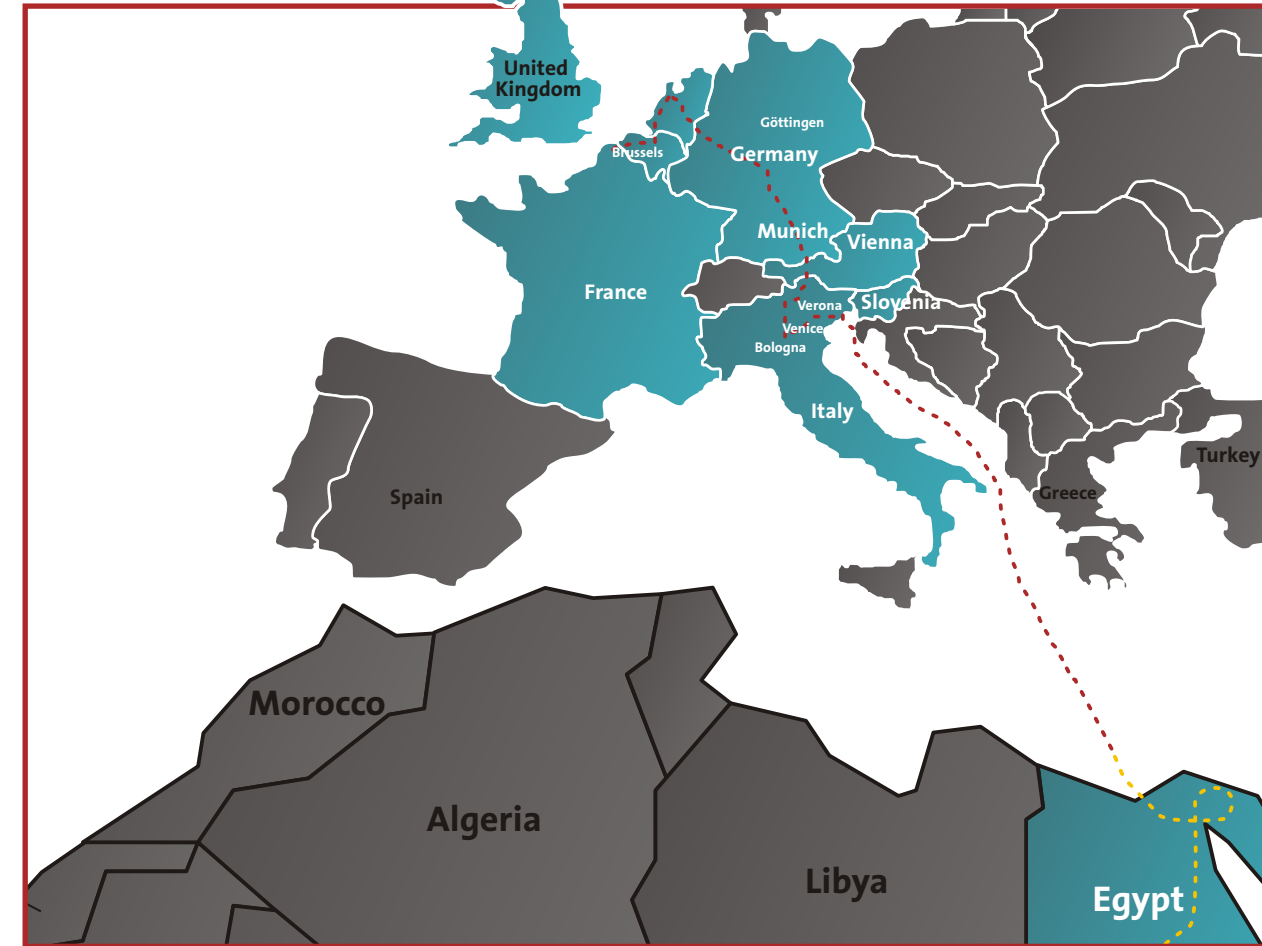 United
Kingdom
Göttingen
Brussels
Germany
Munich
Vienna
France
Slovenia
Verona
Venice
Bologna
Italy
Turkey
Spain
Greece
Morocco
Algeria
Libya
Egypt